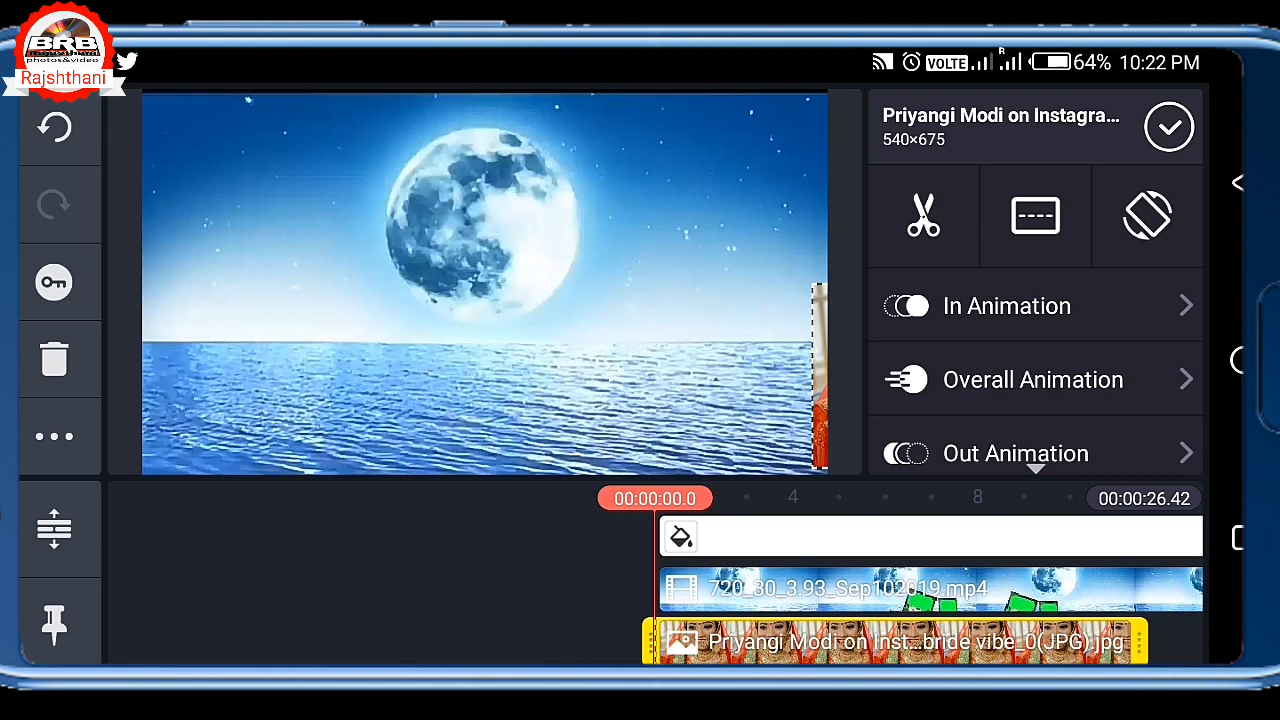 BRB
photos&video
Rajshthani
VOLTE
R
64%
10:22 PM
Priyangi Modi on Instagra...
540×675
In Animation
Overall Animation
Out Animation
00:00:00.0
4
8
00:00:26.42
720_30_3.93_Sep102019.mp4
Priyangi Modi on Inst...bride vibe_0(JPG).jpg